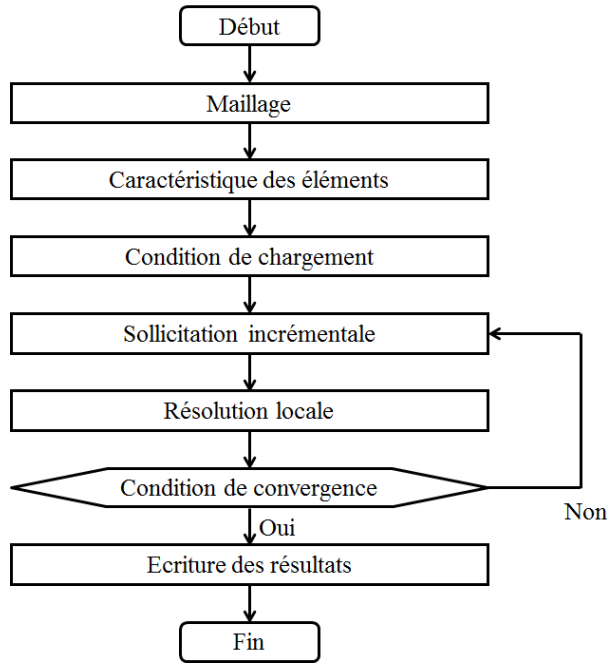 Début
Maillage
Caractéristique des éléments
Condition de chargement
Sollicitation incrémentale
Résolution locale
Condition de convergence
Non
Oui
Ecriture des résultats
Fin